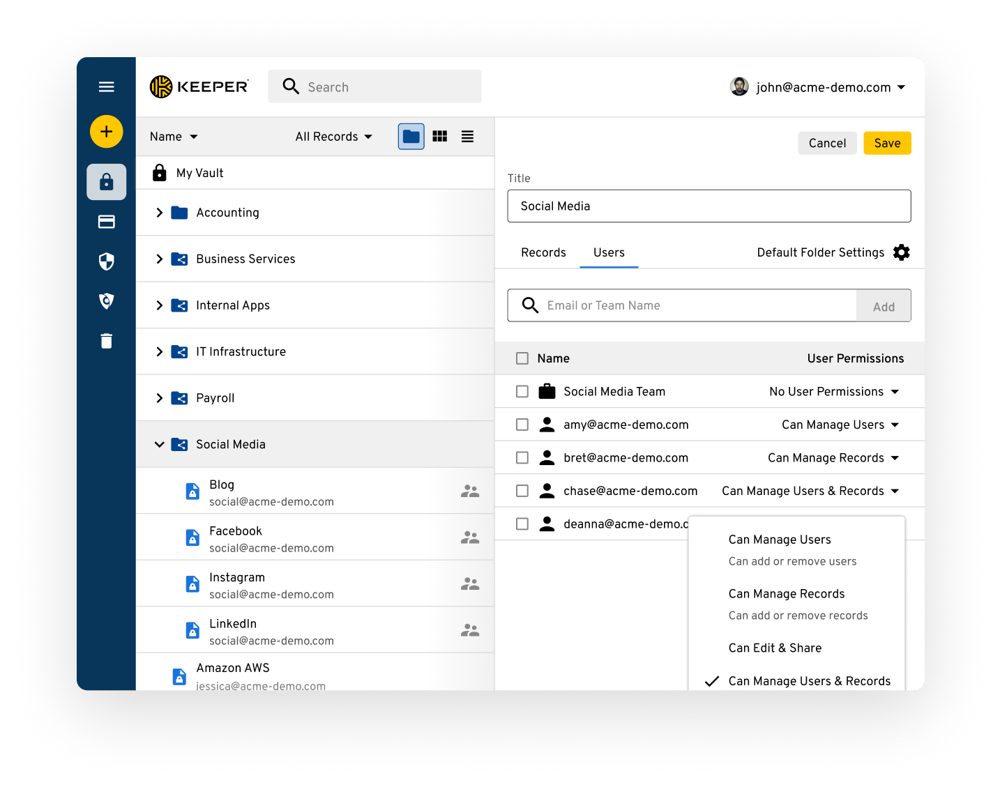 KEEPER
Search
john@acme-demo.com
Name
All Records
My Vault
Accounting
Business Services
Internal Apps
IT Infrastructure
Payroll
Social Media
Blog
social@acme-demo.com
Facebook
social@acme-demo.com
Instagram
social@acme-demo.com
LinkedIn
social@acme-demo.com
Amazon AWS
jessica@acme-demo.com
Cancel
Save
Title
Social Media
Records
Users
Default Folder Settings
Email or Team Name
Add
Name
User Permissions
Social Media Team
No User Permissions
amy@acme-demo.com
Can Manage Users
bret@acme-demo.com
Can Manage Records
chase@acme-demo.com
Can Manage Users & Records
deanna@acme-demo.c
Can Manage Users
Can add or remove users
Can Manage Records
Can add or remove records
Can Edit & Share
Can Manage Users & Records